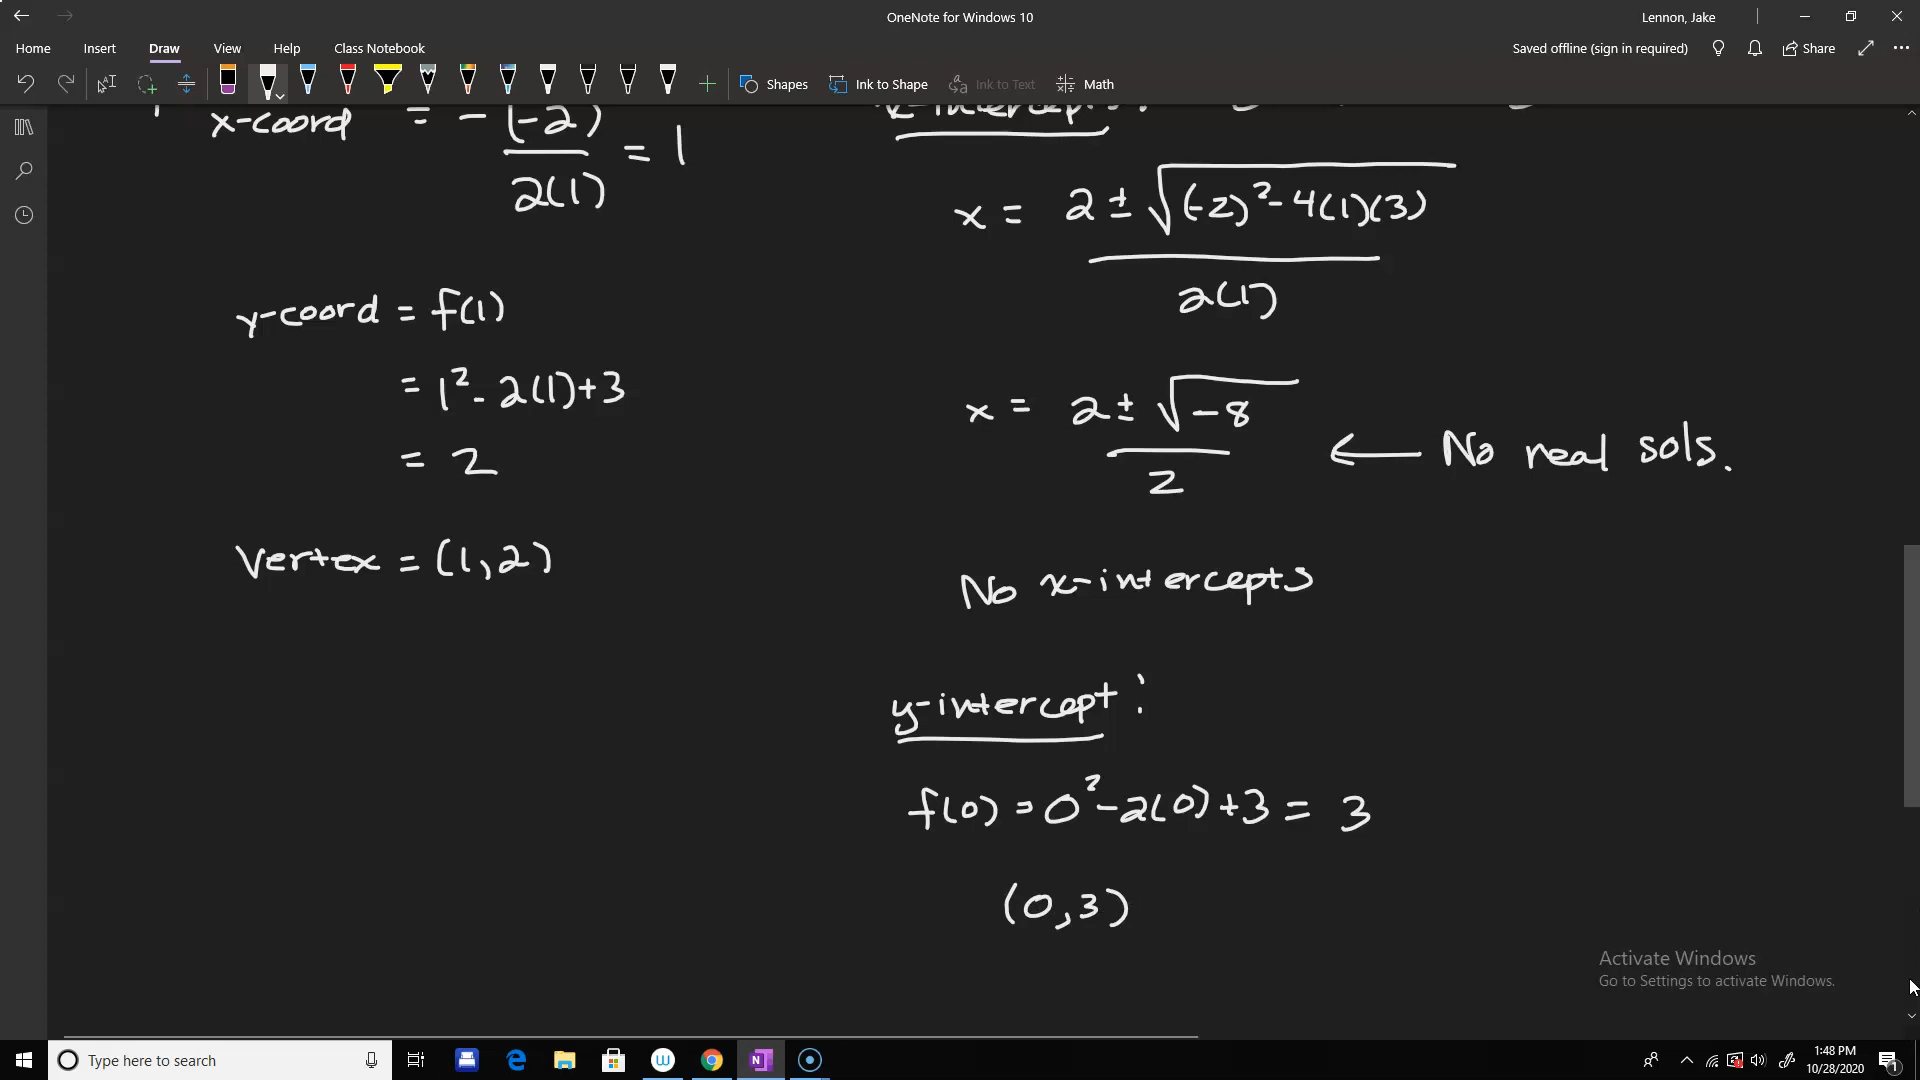 OneNote for Windows 10
Lennon, Jake
Home Insert Draw View Help Class Notebook
Saved offline (sign in required)
Share
Shapes
Ink to Shape
Ink to Text
Math
x-coord = -(-2)/2(1) = 1
y-coord = f(1)
= 1² - 2(1)+3
= 2
Vertex = (1,2)
x-intercepts:
x = 2 ± √(-2)² - 4(1)(3)
2(1)
x = 2 ± √-8
2
← No real sols.
No x-intercepts
y-intercept:
f(0) = 0² - 2(0) + 3 = 3
(0,3)
Activate Windows
Go to Settings to activate Windows.
Type here to search
1:48 PM
10/28/2020
1